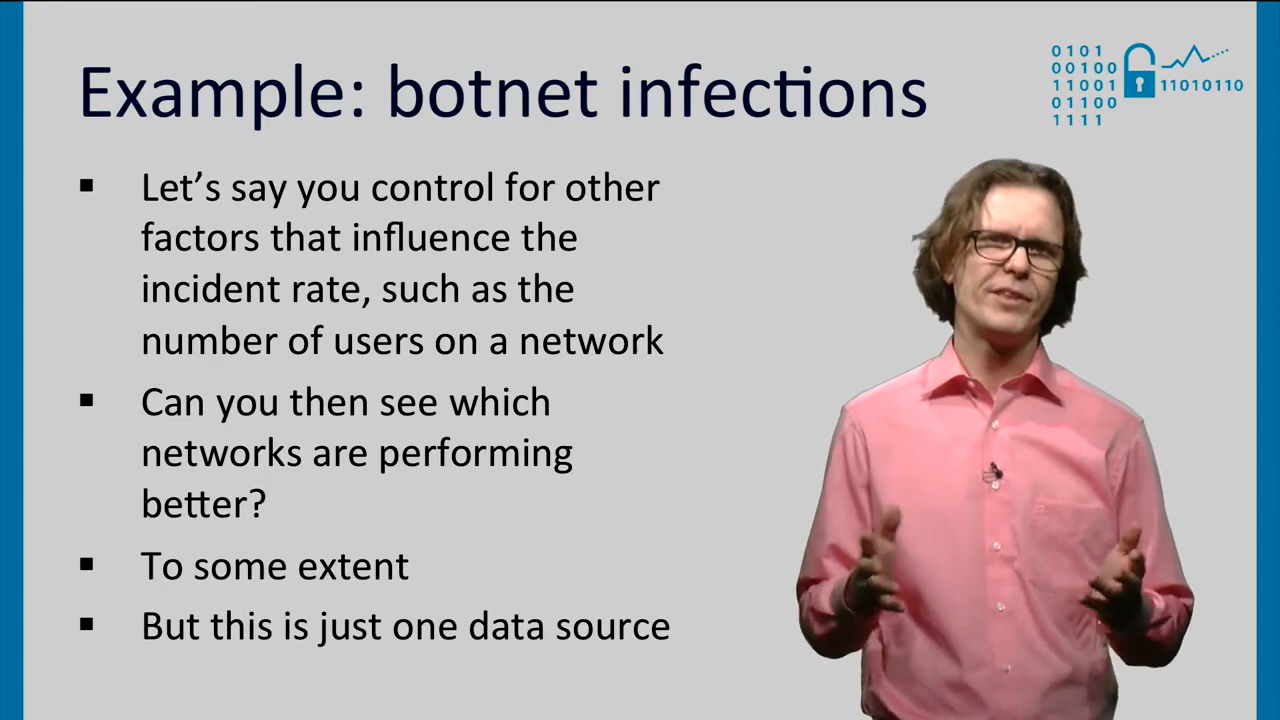 Example: botnet infections
0101
00100
11001
01100
1111
11010110
▪ Let’s say you control for other
factors that influence the
incident rate, such as the
number of users on a network
▪ Can you then see which
networks are performing
better?
▪ To some extent
▪ But this is just one data source